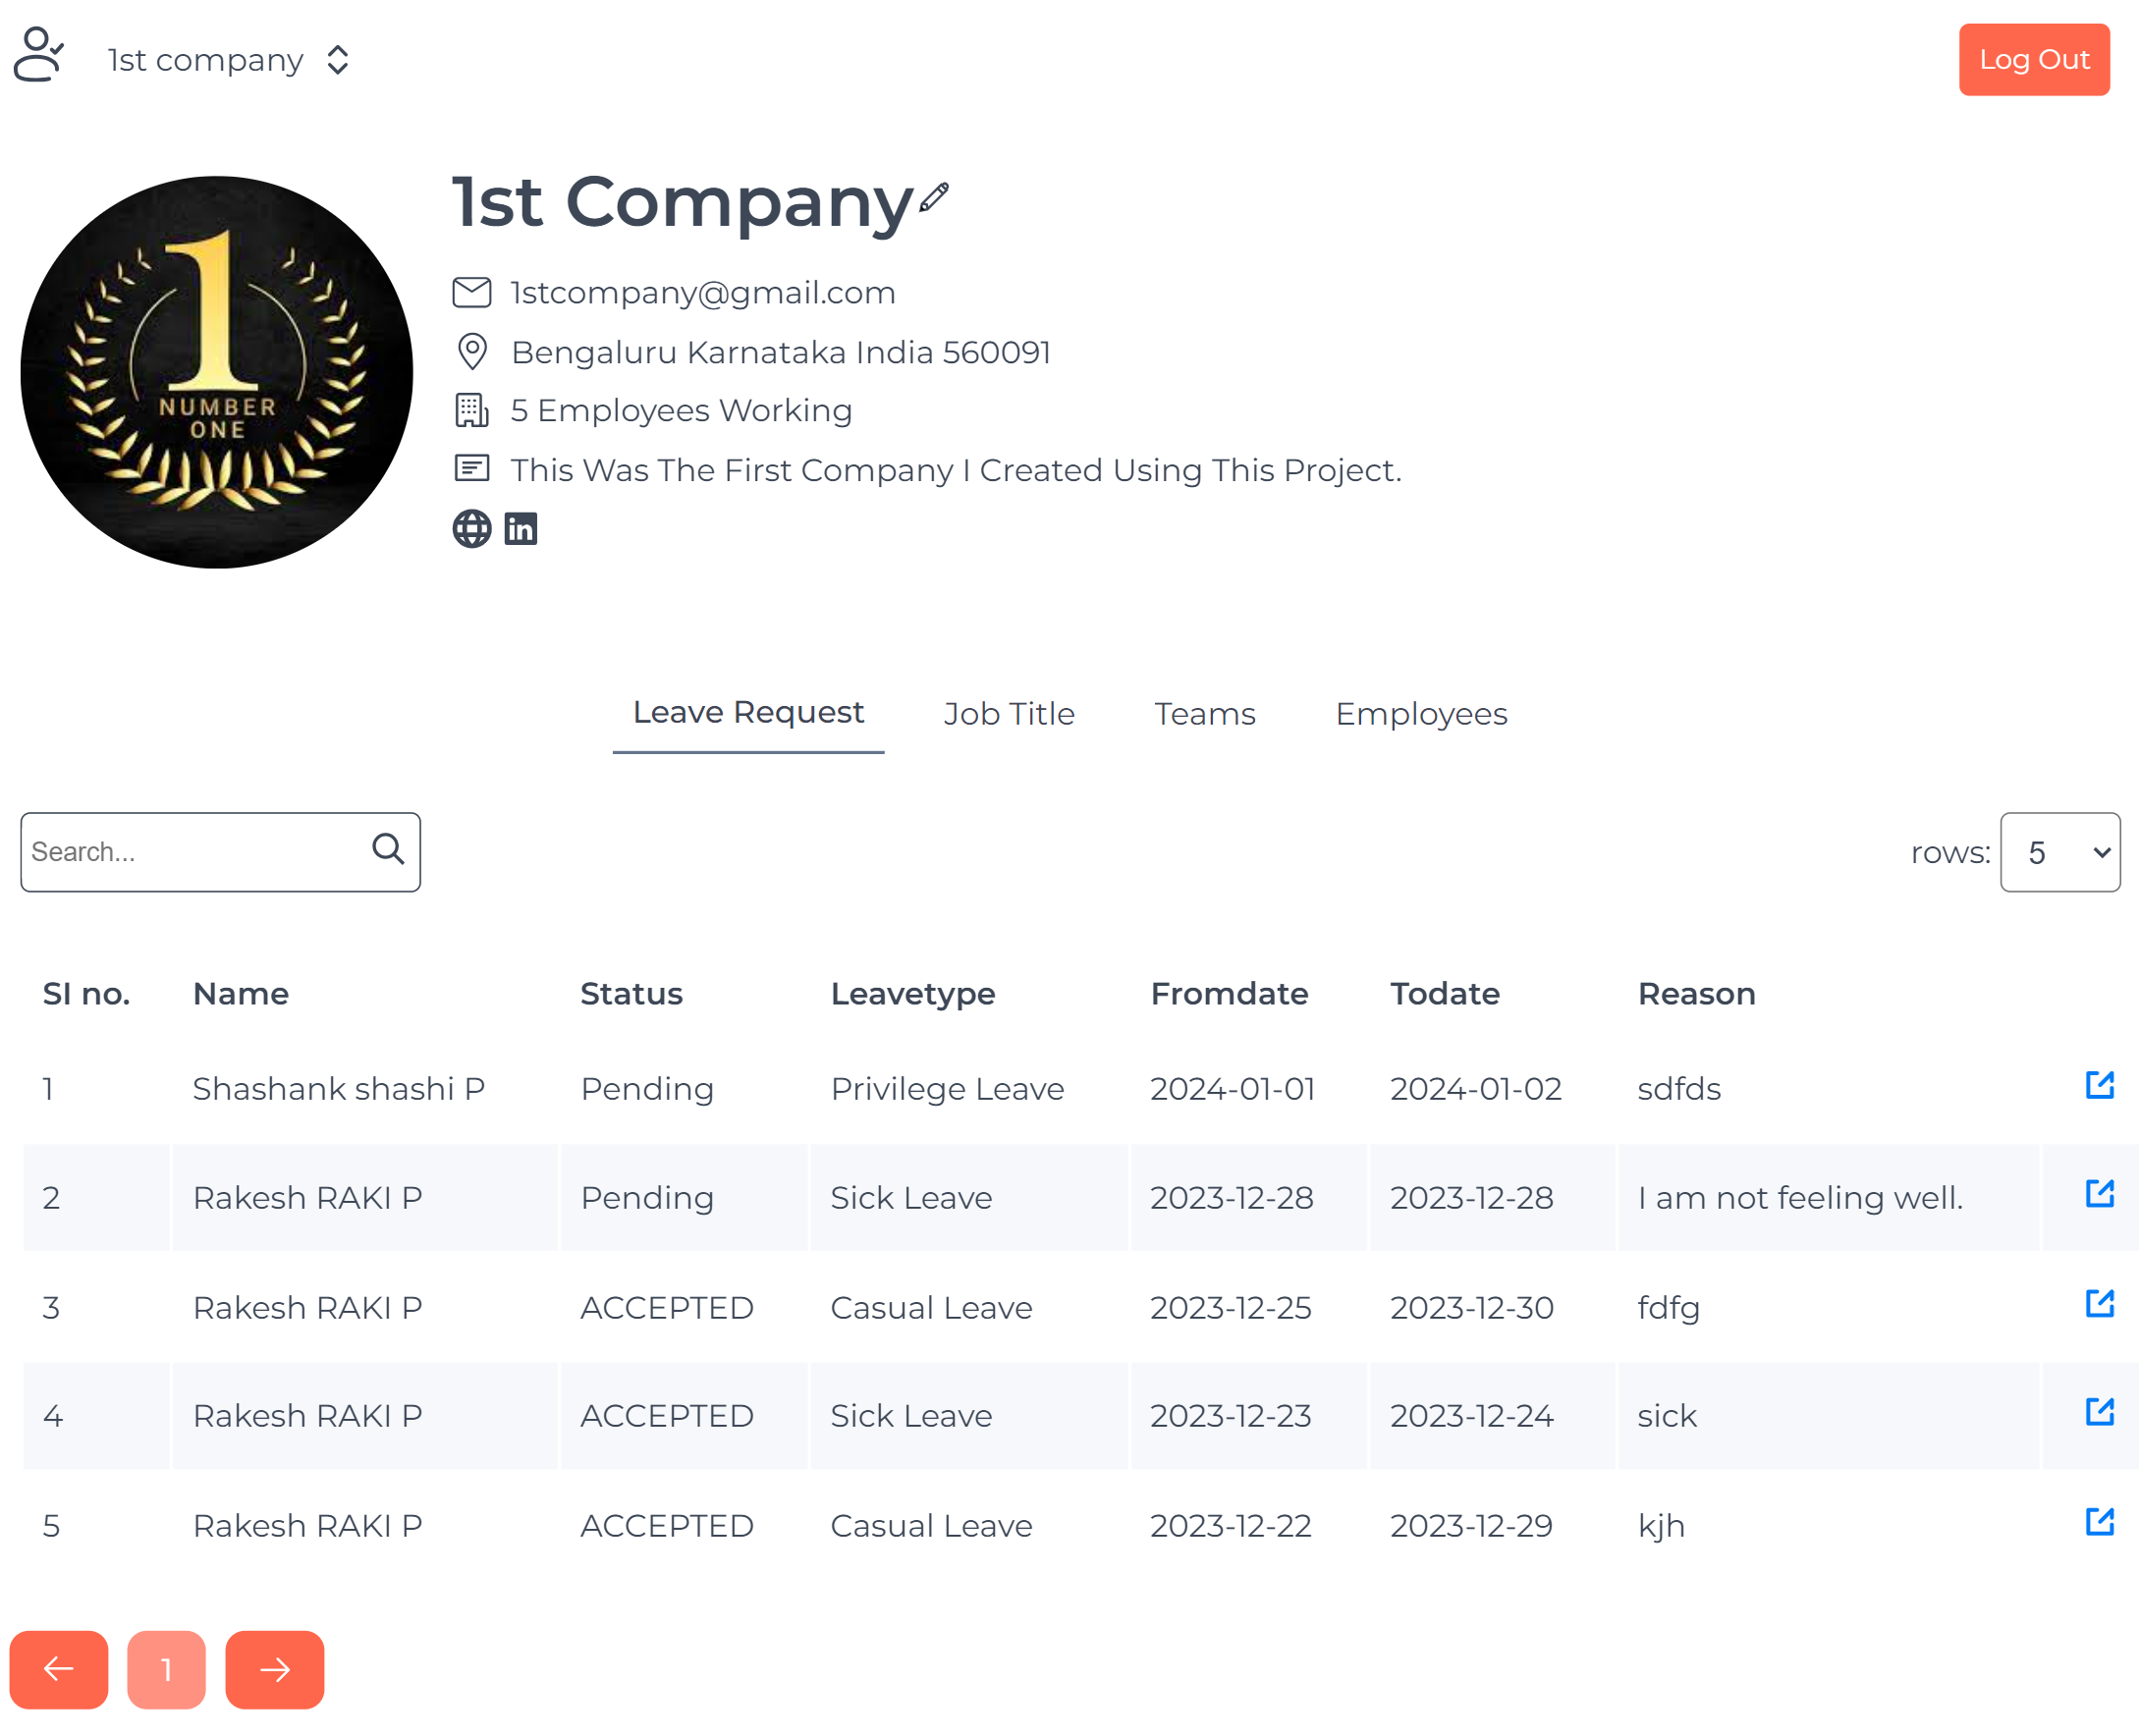 1st company
Log Out
1
NUMBER
ONE
1st Company
1stcompany@gmail.com
Bengaluru Karnataka India 560091
5 Employees Working
This Was The First Company I Created Using This Project.
in
Leave Request Job Title Teams Employees
Search... rows: 5
SI no. Name Status Leavetype Fromdate Todate Reason
1 Shashank shashi P Pending Privilege Leave 2024-01-01 2024-01-02 sdfds
2 Rakesh RAKI P Pending Sick Leave 2023-12-28 2023-12-28 I am not feeling well.
3 Rakesh RAKI P ACCEPTED Casual Leave 2023-12-25 2023-12-30 fdfg
4 Rakesh RAKI P ACCEPTED Sick Leave 2023-12-23 2023-12-24 sick
5 Rakesh RAKI P ACCEPTED Casual Leave 2023-12-22 2023-12-29 kjh
1